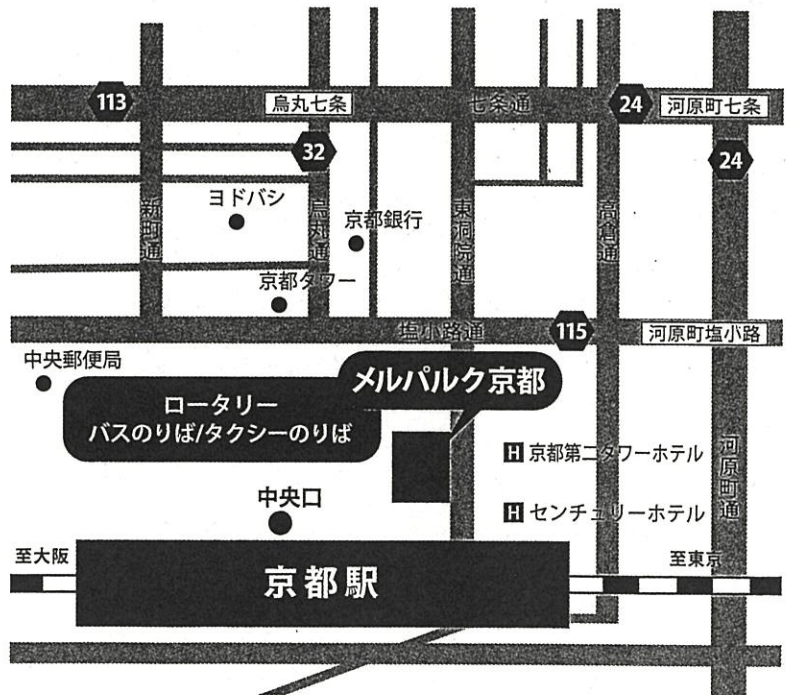 113
烏丸七条
七条通
24
河原町七条
32
24
ヨドバシ
京都銀行
新町通
烏丸通
東洞院通
高倉通
京都タワー
塩小路通
115
河原町塩小路
中央郵便局
メルパルク京都
ロータリー
バスのりば/タクシーのりば
H 京都第二タワーホテル
河原町通
中央口
H センチュリーホテル
至大阪
京都駅
至東京